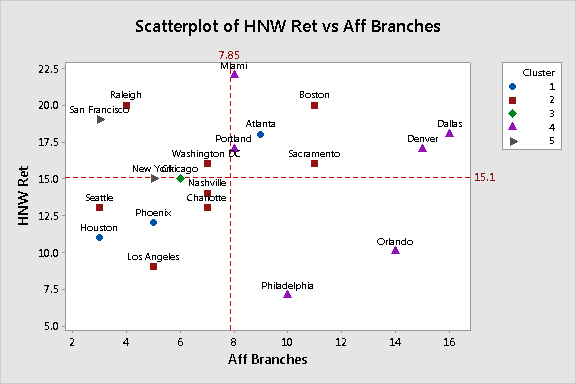 Scatterplot of HNW Ret vs Aff Branches
7.85
Miami
22.5
Raleigh
Boston
20.0
San Francisco
Atlanta
Dallas
17.5
Portland
Denver
Washington DC
Sacramento
New York
Chicago
15.0
15.1
Nashville
Seattle
Charlotte
12.5
Phoenix
Houston
10.0
Orlando
Los Angeles
7.5
Philadelphia
5.0
2 4 6 8 10 12 14 16
Aff Branches
HNW Ret
Cluster
1
2
3
4
5